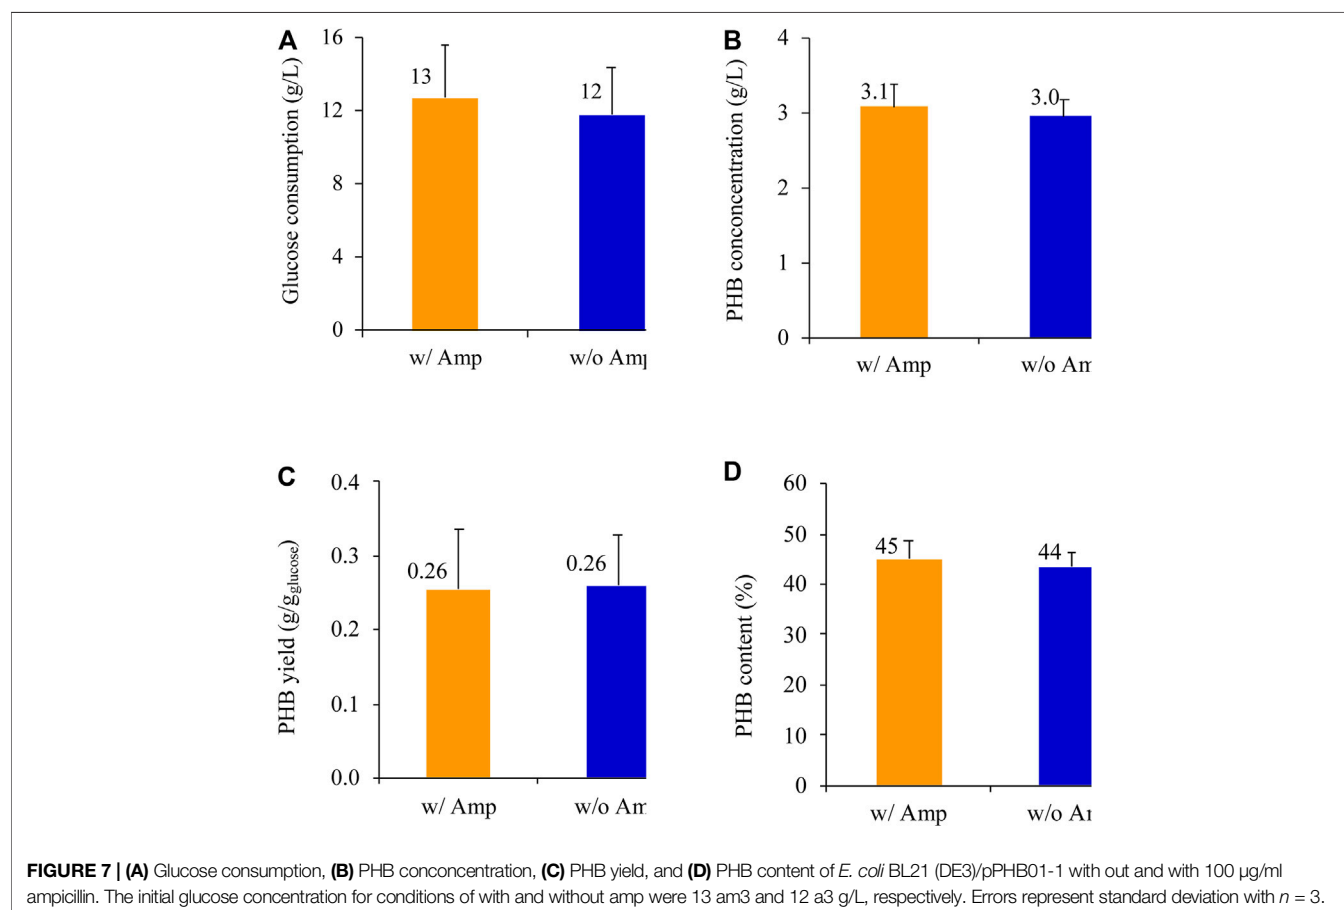 A
Glucose consumption (g/L)
16
12
8
4
0
13
12
w/ Amp
w/o Amp
B
PHB conconcentration (g/L)
4
3
2
1
0
3.1
3.0
w/ Amp
w/o Am
C
PHB yield (g/gglucose)
0.4
0.3
0.2
0.1
0.0
0.26
0.26
w/ Amp
w/o Am
D
PHB content (%)
60
50
40
30
20
10
0
45
44
w/ Amp
w/o
FIGURE 7 | (A) Glucose consumption, (B) PHB conconcentration, (C) PHB yield, and (D) PHB content of E. coli BL21 (DE3)/pPHB01-1 with out and with 100 µg/ml
ampicillin. The initial glucose concentration for conditions of with and without amp were 13 am3 and 12 a3 g/L, respectively. Errors represent standard deviation with n = 3.